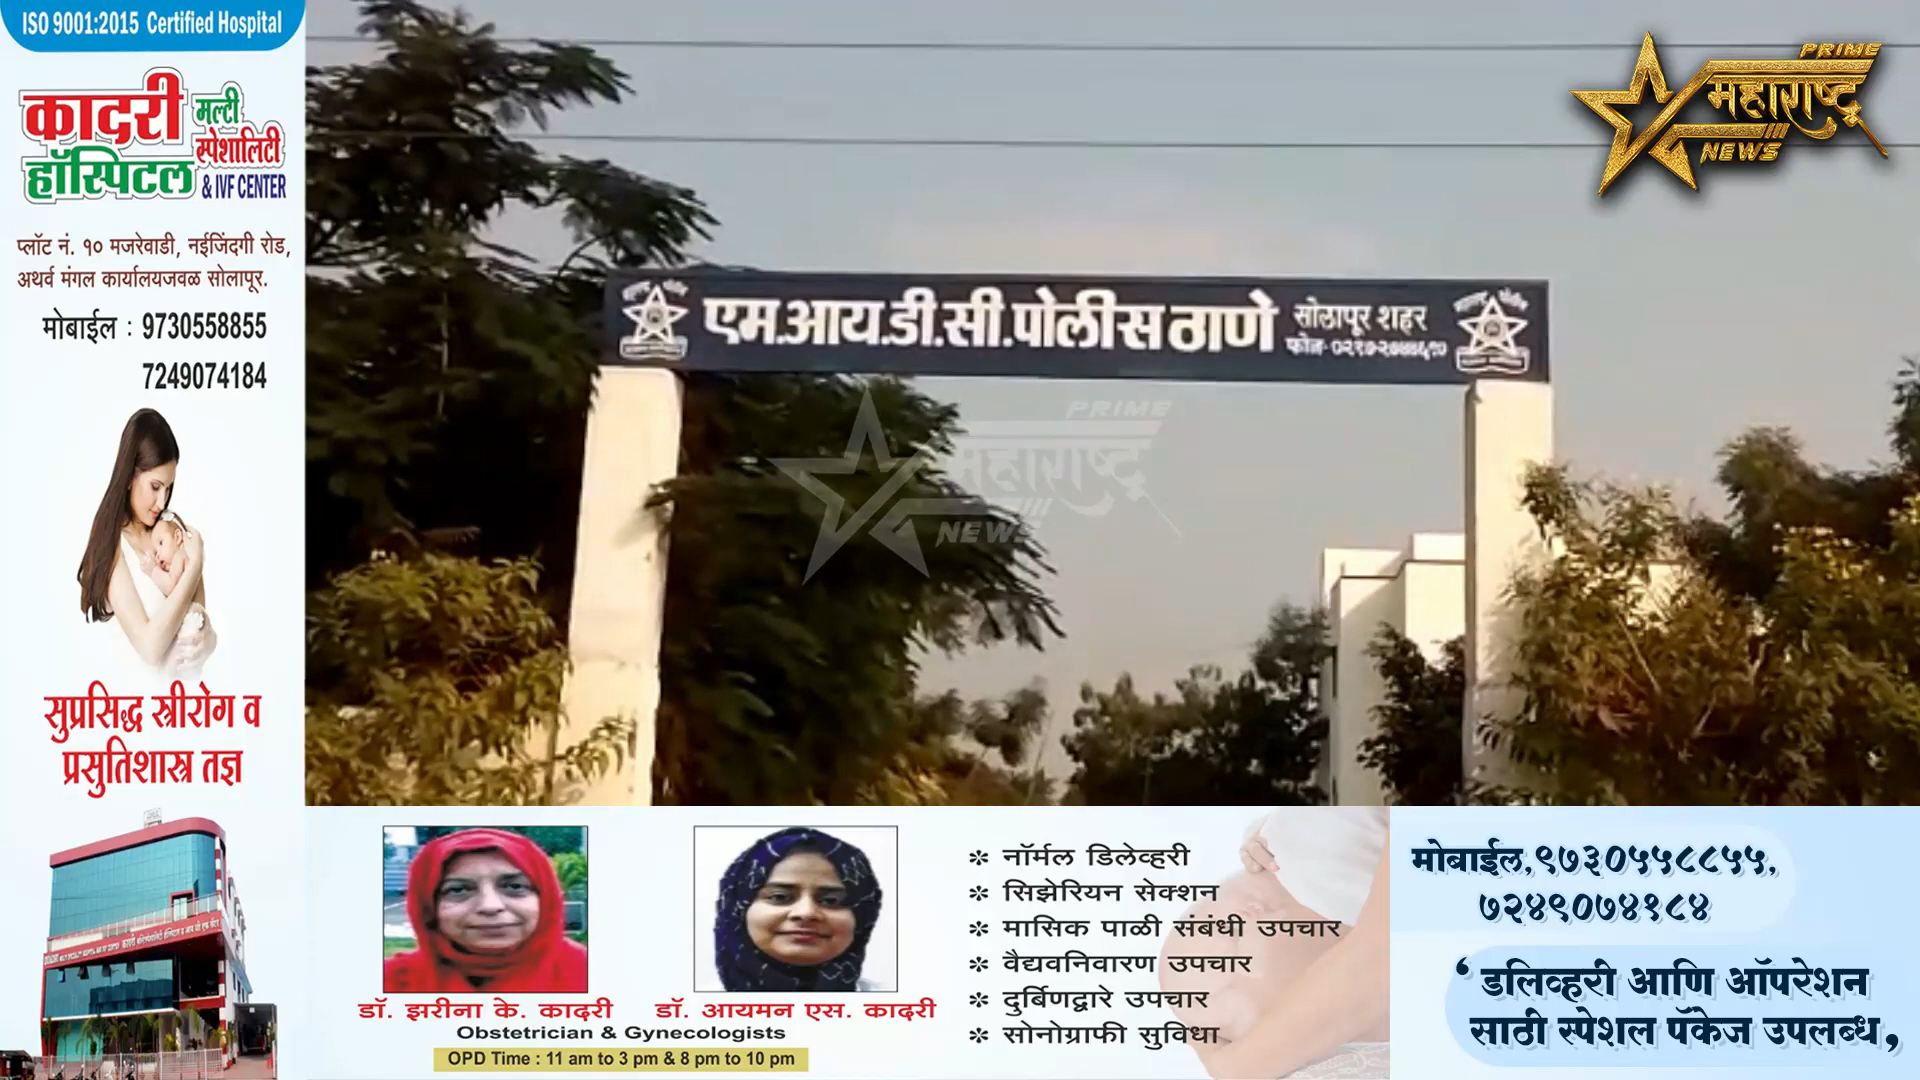 ISO 9001:2015 Certified Hospital
कादरी मल्टी
हॉस्पिटल स्पेशालिटी
& IVF CENTER
प्लॉट नं. १० मजरेवाडी, नईजिंदगी रोड,
अथर्व मंगल कार्यालयजवळ सोलापूर.
मोबाईल : 9730558855
7249074184
सुप्रसिद्ध स्त्रीरोग व
प्रसुतिशास्त्र तज्ञ
PRIME
महाराष्ट्र
NEWS
एम.आय.डी.सी.पोलीस ठाणे सोलापूर शहर
PRIME
महाराष्ट्र
NEWS
डॉ. झरीना के. कादरी
डॉ. आयमन एस. कादरी
Obstetrician & Gynecologists
OPD Time : 11 am to 3 pm & 8 pm to 10 pm
* नॉर्मल डिलेव्हरी
* सिझेरियन सेक्शन
* मासिक पाळी संबंधी उपचार
* वैद्यवनिवारण उपचार
* दुर्बिणद्वारे उपचार
* सोनोग्राफी सुविधा
मोबाईल,९७३०५५८८५५,
७२४९०७४१८४
‘ डलिव्हरी आणि ऑपरेशन
साठी स्पेशल पॅकेज उपलब्ध,